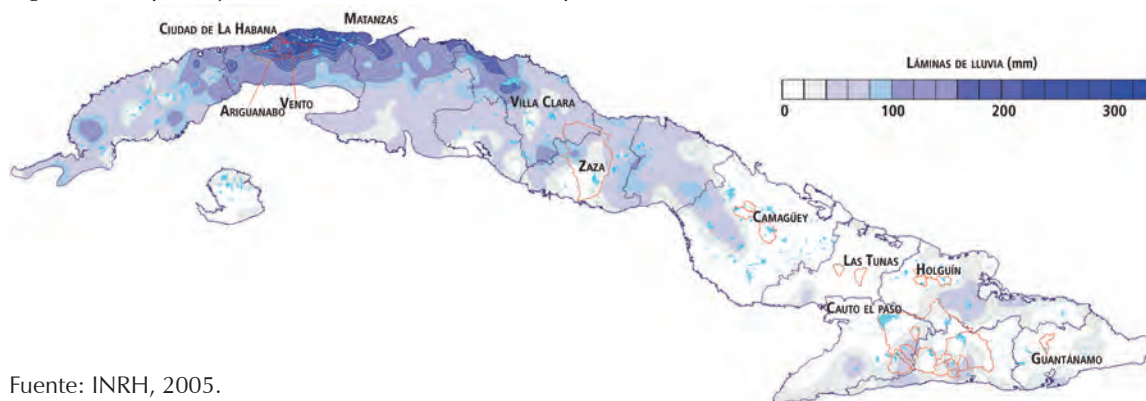 CIUDAD DE LA HABANA
MATANZAS
ARIGUANABO
VENTO
VILLA CLARA
ZAZA
CAMAGÜEY
LAS TUNAS
HOLGUÍN
CAUTO EL PASO
GUANTÁNAMO
LÁMINAS DE LLUVIA (mm)
0 100 200 300
Fuente: INRH, 2005.